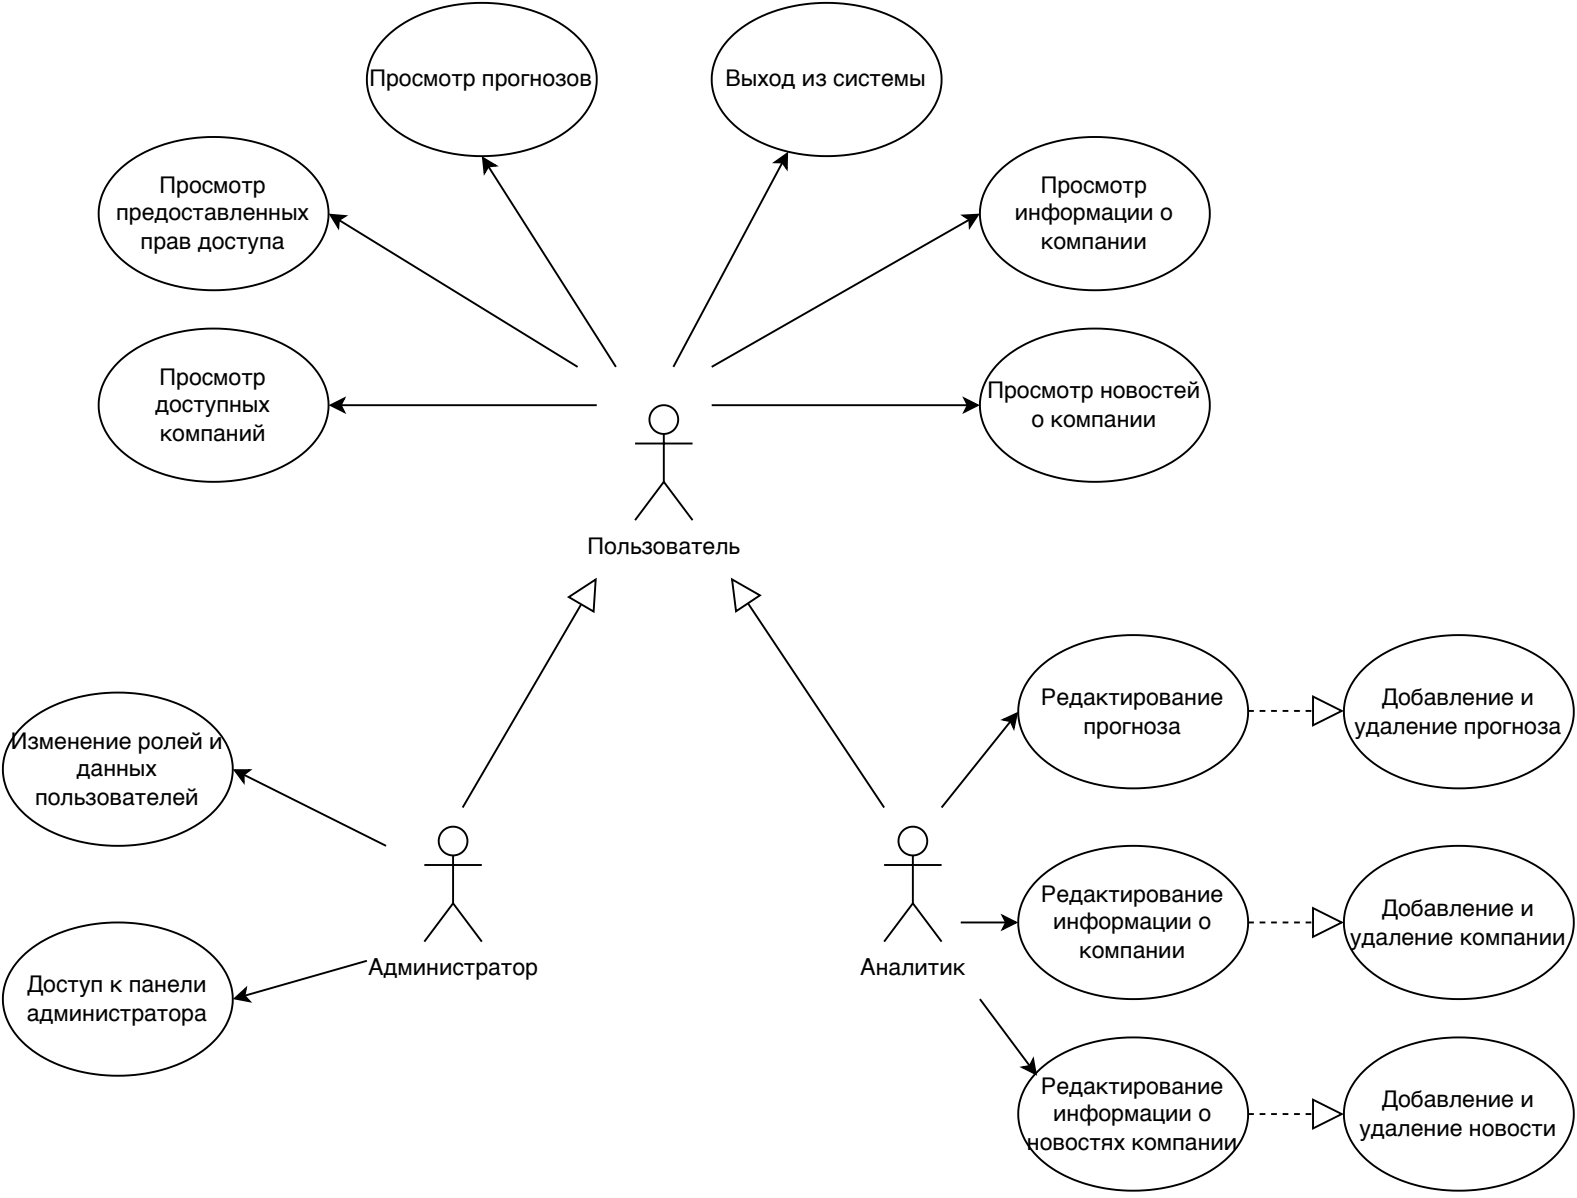 Просмотр прогнозов
Выход из системы
Просмотр
предоставленных
прав доступа
Просмотр
информации о
компании
Просмотр
доступных
компаний
Просмотр новостей
о компании
Пользователь
Редактирование
прогноза
Добавление и
удаление прогноза
Изменение ролей и
данных
пользователей
Редактирование
информации о
компании
Добавление и
удаление компании
Администратор
Аналитик
Доступ к панели
администратора
Редактирование
информации о
новостях компании
Добавление и
удаление новости